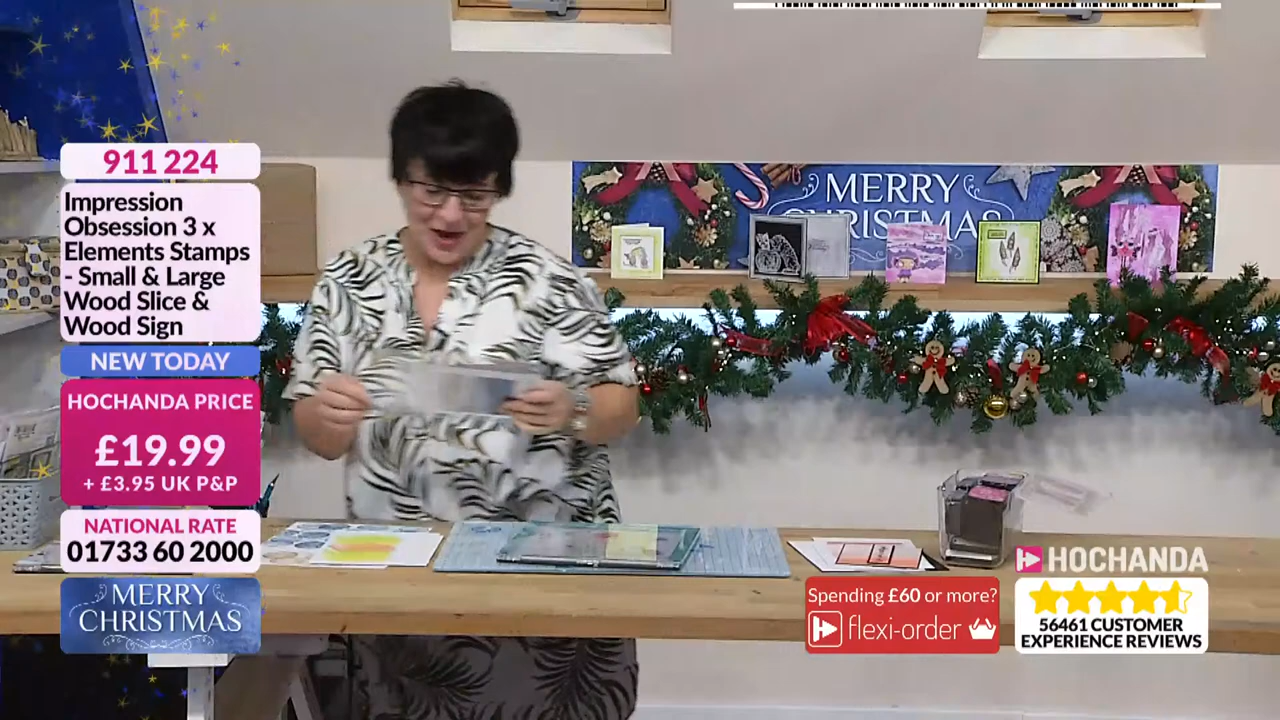 911 224
Impression
Obsession 3 x
Elements Stamps
- Small & Large
Wood Slice &
Wood Sign
NEW TODAY
HOCHANDA PRICE
£19.99
+ £3.95 UK P&P
NATIONAL RATE
01733 60 2000
MERRY
CHRISTMAS
MERRY
CHRISTMAS
Spending £60 or more?
flexi-order
HOCHANDA
56461 CUSTOMER
EXPERIENCE REVIEWS